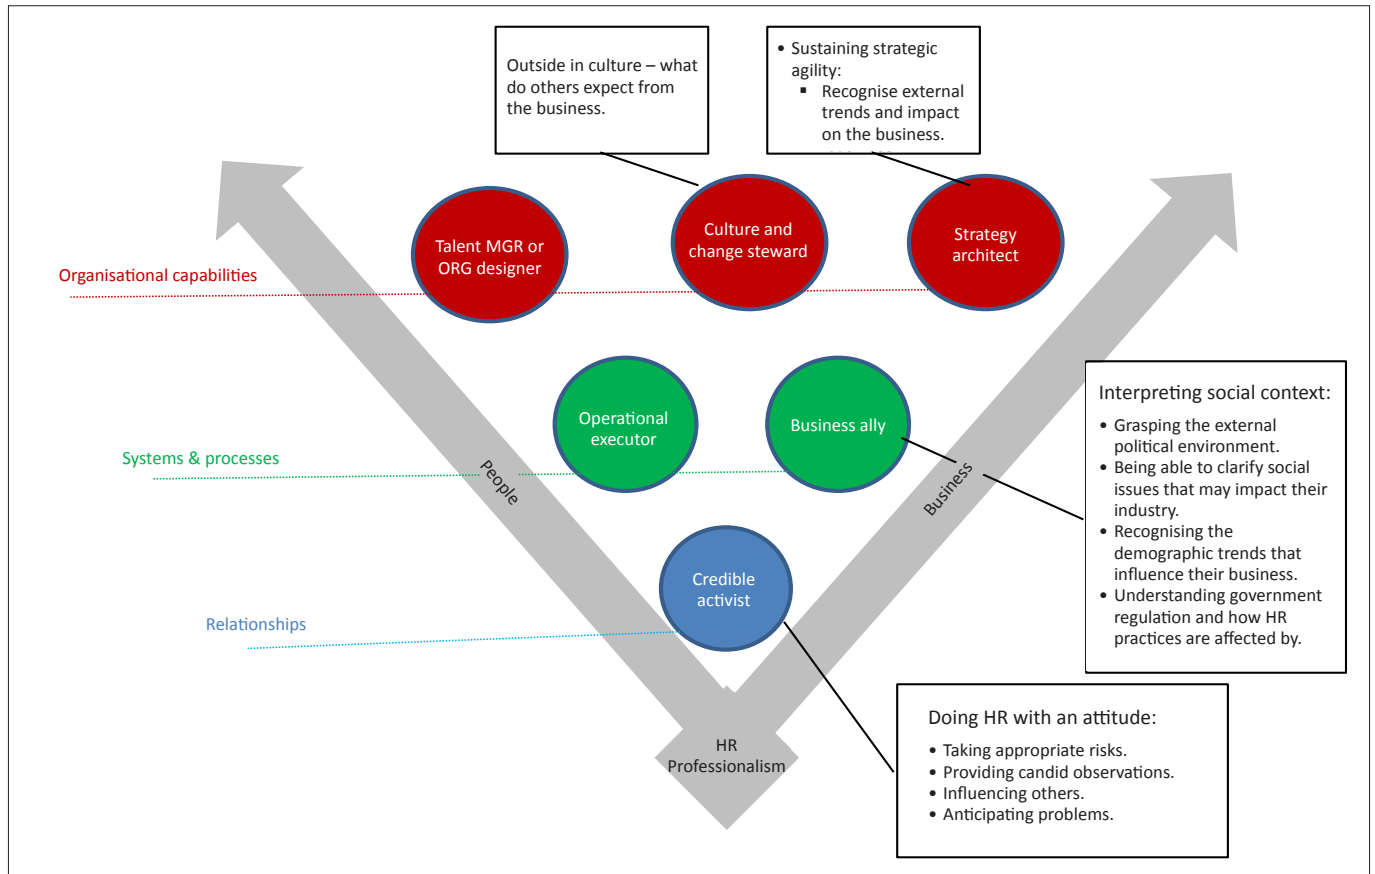 Outside in culture – what
do others expect from
the business.
• Sustaining strategic
agility:
▪ Recognise external
trends and impact
on the business.
Talent MGR or
ORG designer
Culture and
change steward
Strategy
architect
Organisational capabilities
Operational
executor
Business ally
Systems & processes
People
Business
Interpreting social context:
• Grasping the external
political environment.
• Being able to clarify social
issues that may impact their
industry.
• Recognising the
demographic trends that
influence their business.
• Understanding government
regulation and how HR
practices are affected by.
Credible
activist
Relationships
HR
Professionalism
Doing HR with an attitude:
• Taking appropriate risks.
• Providing candid observations.
• Influencing others.
• Anticipating problems.